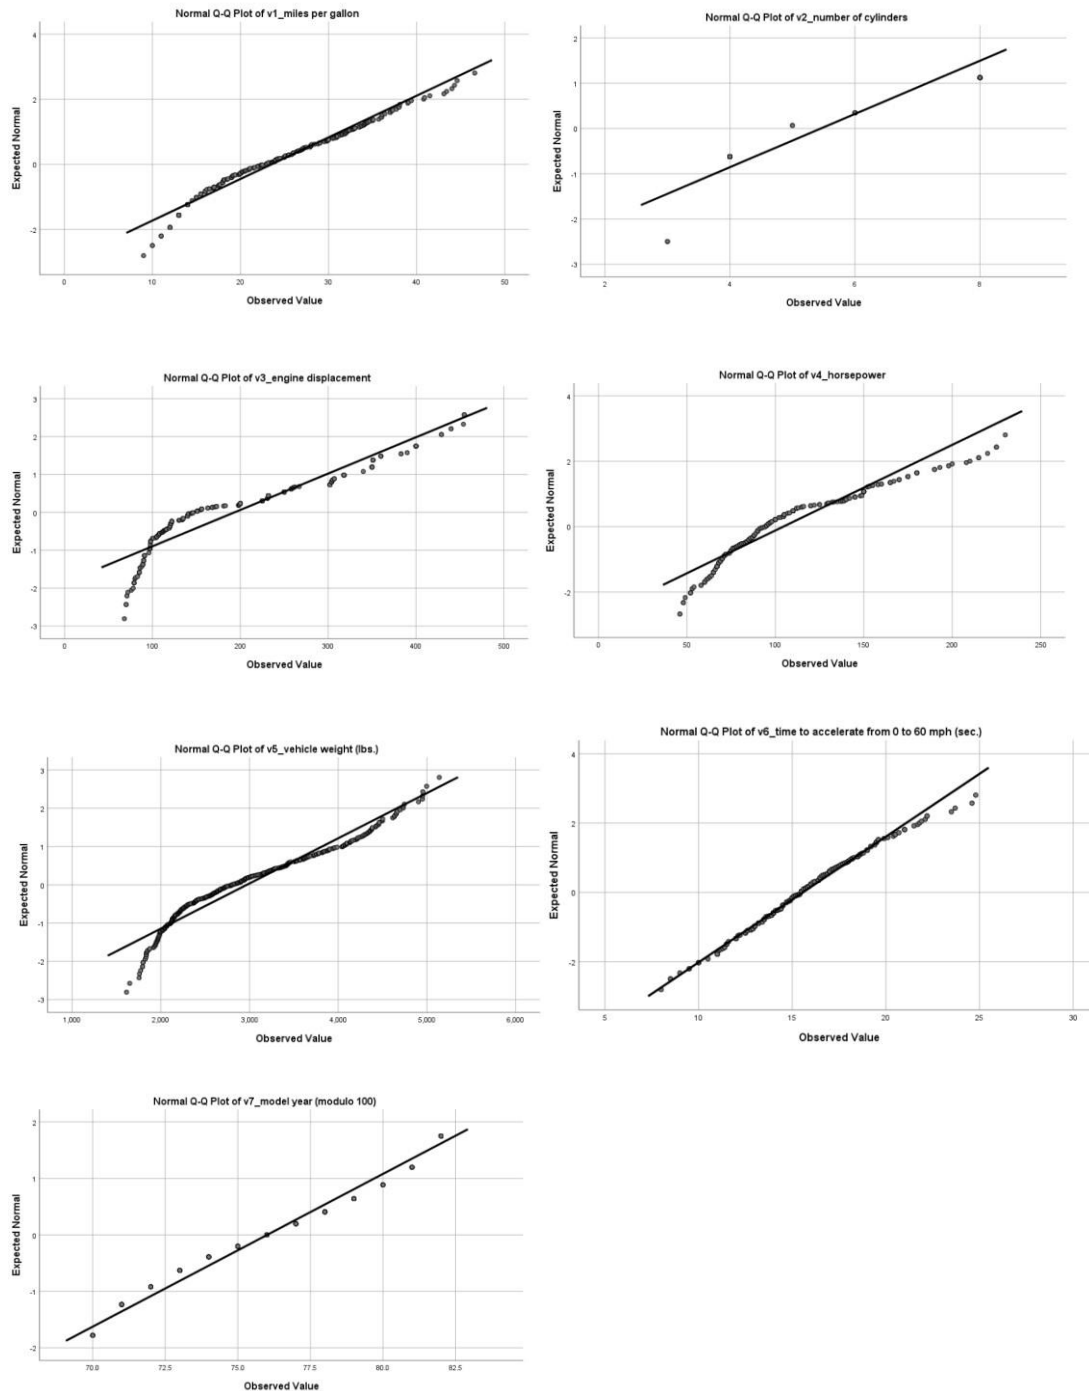 Normal Q-Q Plot of v1_miles per gallon
4
2
0
-2
Expected Normal
0 10 20 30 40 50
Observed Value
Normal Q-Q Plot of v2_number of cylinders
2
1
0
-1
-2
-3
Expected Normal
2 4 6 8
Observed Value
Normal Q-Q Plot of v3_engine displacement
3
2
1
0
-1
-2
-3
Expected Normal
0 100 200 300 400 500
Observed Value
Normal Q-Q Plot of v4_horsepower
4
2
0
-2
Expected Normal
0 50 100 150 200 250
Observed Value
Normal Q-Q Plot of v5_vehicle weight (lbs.)
3
2
1
0
-1
-2
-3
Expected Normal
1,000 2,000 3,000 4,000 5,000 6,000
Observed Value
Normal Q-Q Plot of v6_time to accelerate from 0 to 60 mph (sec.)
4
2
0
-2
Expected Normal
5 10 15 20 25 30
Observed Value
Normal Q-Q Plot of v7_model year (modulo 100)
2
1
0
-1
-2
Expected Normal
70.0 72.5 75.0 77.5 80.0 82.5
Observed Value